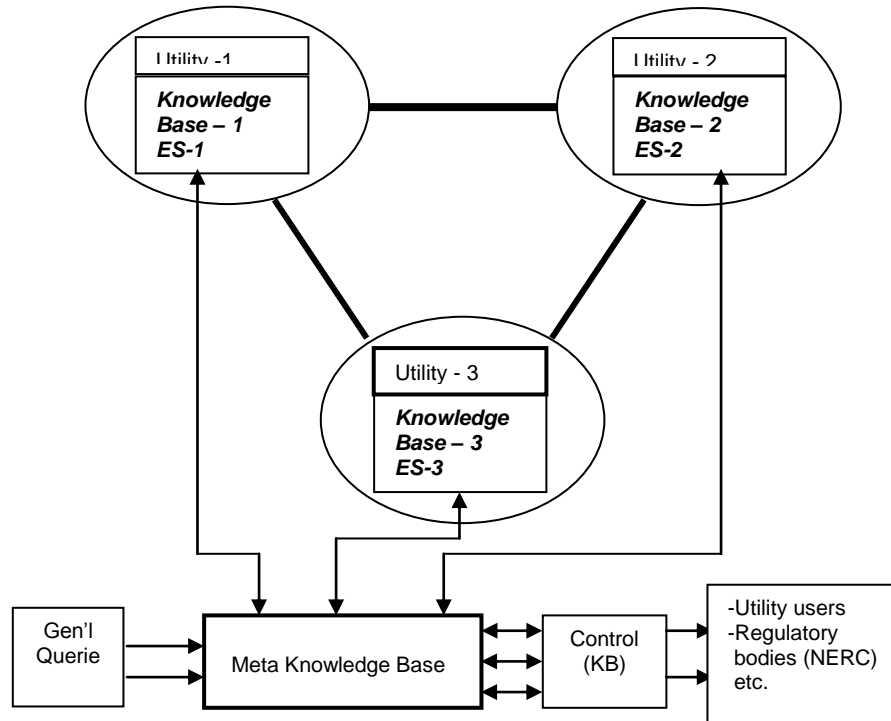 Utility -1
Knowledge
Base – 1
ES-1
Utility - 2
Knowledge
Base – 2
ES-2
Utility - 3
Knowledge
Base – 3
ES-3
Gen'l
Querie
Meta Knowledge Base
Control
(KB)
-Utility users
-Regulatory
bodies (NERC)
etc.